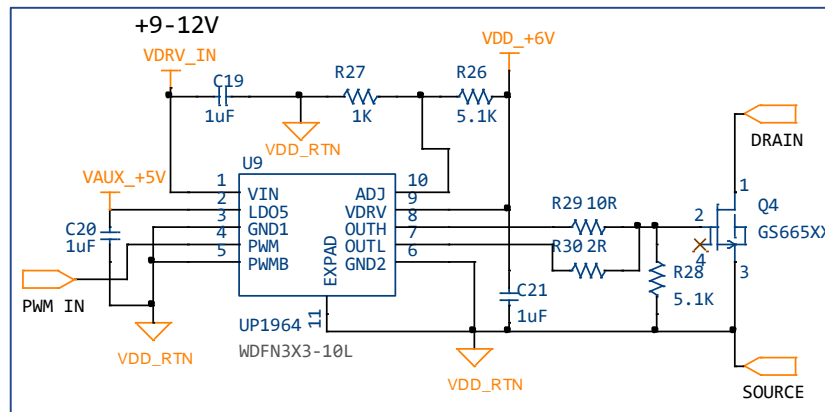 +9-12V
VDRV_IN
VDD_+6V
C19
1uF
R27
1K
R26
5.1K
VDD_RTN
DRAIN
U9
VAUX_+5V
1
2
3
4
5
VIN
LDO5
GND1
PWM
PWMB
EXPAD
ADJ
VDRV
OUTH
OUTL
GND2
10
9
8
7
6
11
C20
1uF
PWM IN
VDD_RTN
UP1964
WDFN3X3-10L
R29 10R
R30 2R
C21
1uF
VDD_RTN
R28
5.1K
1
2
4
3
Q4
GS665XX
SOURCE